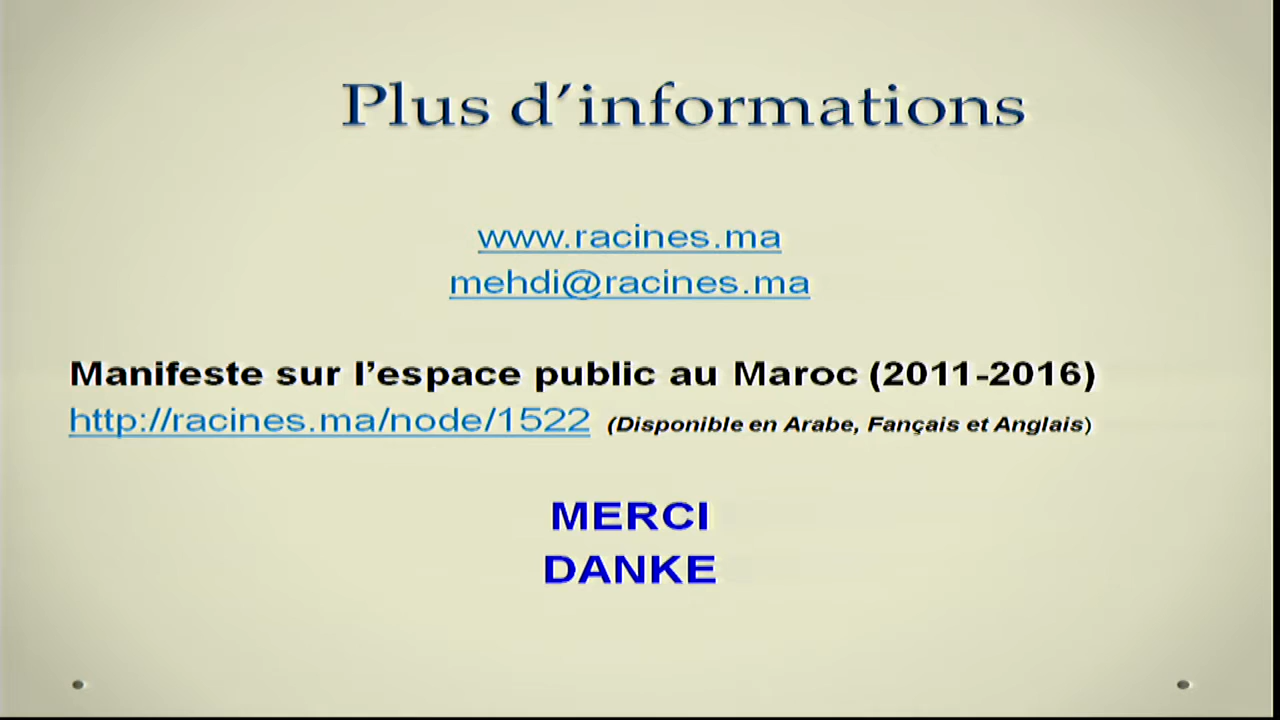 Plus d'informations
www.racines.ma
mehdi@racines.ma
Manifeste sur l'espace public au Maroc (2011-2016)
http://racines.ma/node/1522 (Disponible en Arabe, Fançais et Anglais)
MERCI
DANKE